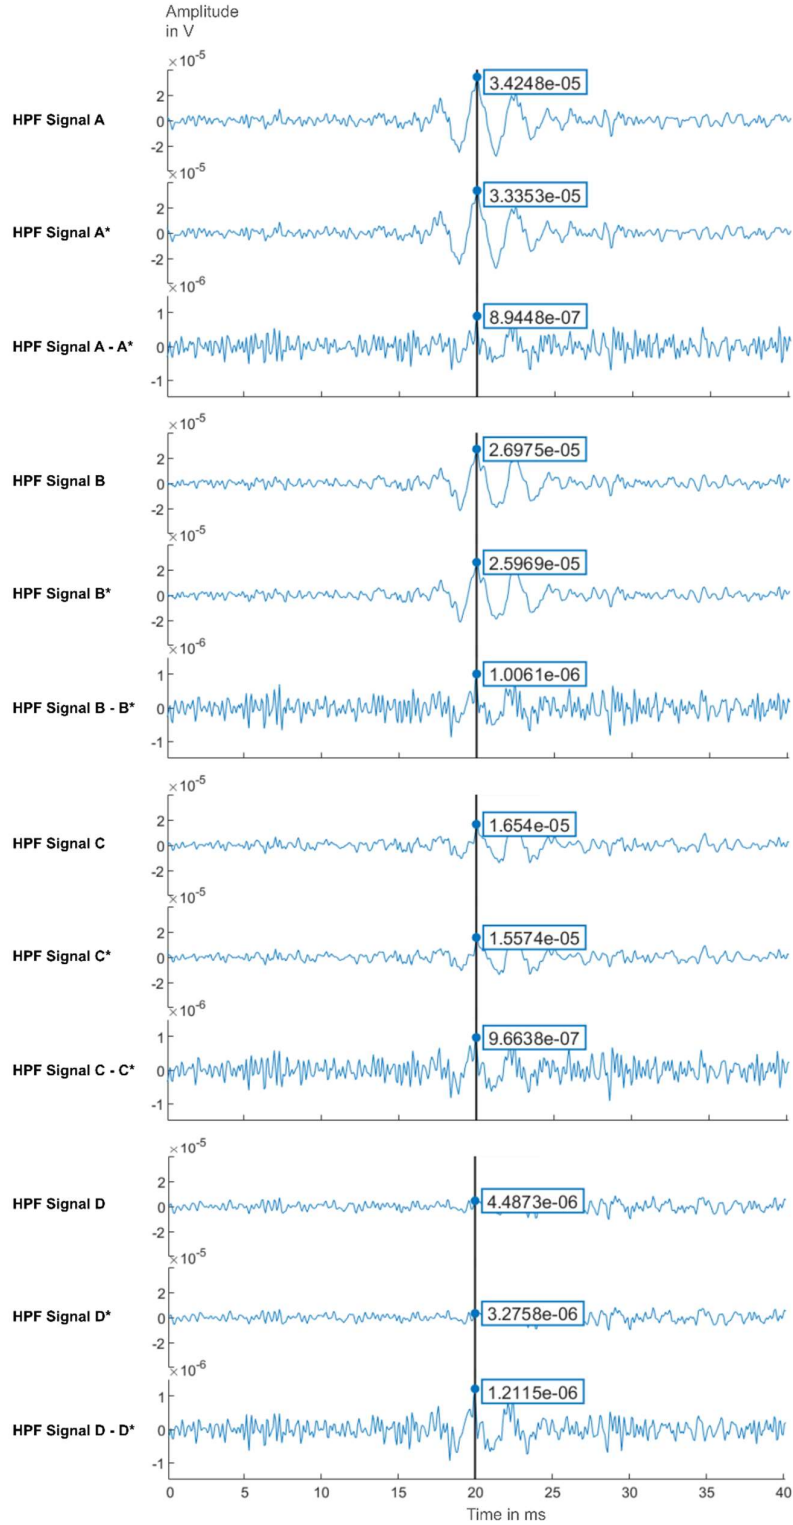 Amplitude
in V
×10⁻⁵
3.4248e-05
2
0
-2
HPF Signal A
×10⁻⁵
3.3353e-05
2
0
-2
HPF Signal A*
×10⁻⁶
8.9448e-07
1
0
-1
HPF Signal A - A*
×10⁻⁵
2.6975e-05
2
0
-2
HPF Signal B
×10⁻⁵
2.5969e-05
2
0
-2
HPF Signal B*
×10⁻⁶
1.0061e-06
1
0
-1
HPF Signal B - B*
×10⁻⁵
1.654e-05
2
0
-2
HPF Signal C
×10⁻⁵
1.5574e-05
2
0
-2
HPF Signal C*
×10⁻⁶
9.6638e-07
1
0
-1
HPF Signal C - C*
×10⁻⁵
4.4873e-06
2
0
-2
HPF Signal D
×10⁻⁵
3.2758e-06
2
0
-2
HPF Signal D*
×10⁻⁶
1.2115e-06
1
0
-1
HPF Signal D - D*
0 5 10 15 20 25 30 35 40
Time in ms